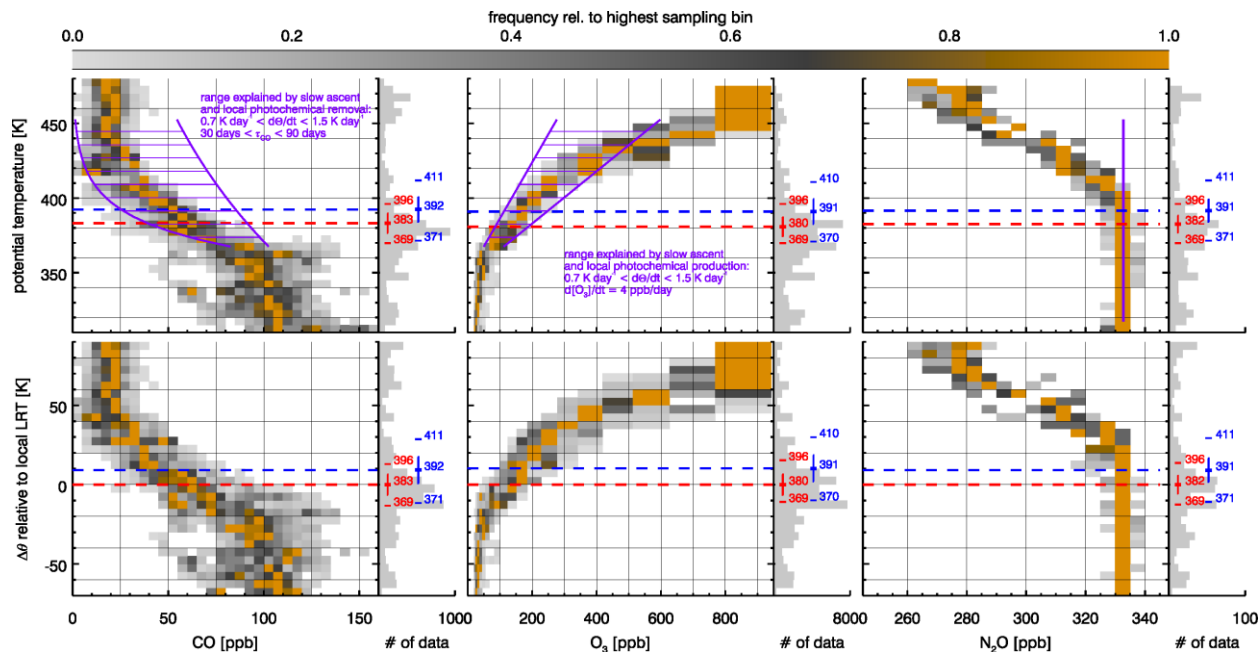 frequency rel. to highest sampling bin
0.0 0.2 0.4 0.6 0.8 1.0
potential temperature [K]
450
400
350
range explained by slow ascent
and local photochemical removal:
0.7 K day⁻ < dΘ/dt < 1.5 K day⁻
30 days < τCO < 90 days
411
396
392
383
369
371
range explained by slow ascent
and local photochemical production:
0.7 K day⁻ < dΘ/dt < 1.5 K day⁻
d[O₃]/dt = 4 ppb/day
410
396
391
380
369
370
411
396
391
382
369
371
Δθ relative to local LRT [K]
50
0
-50
411
396
392
383
369
371
410
396
391
380
369
370
411
396
391
382
369
371
0 50 100 150 1000
200 400 600 800 8000
260 280 300 320 340 100
CO [ppb] # of data O₃ [ppb] # of data N₂O [ppb] # of data